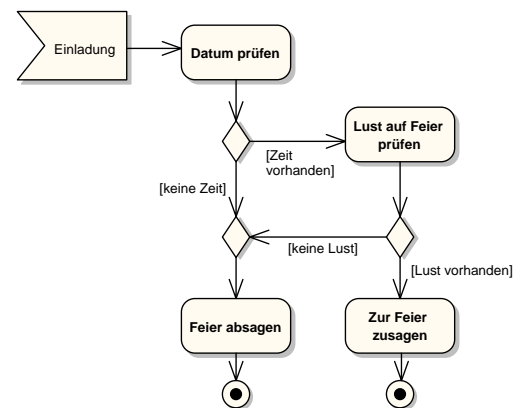 Einladung
Datum prüfen
Lust auf Feier
prüfen
[Zeit
vorhanden]
[keine Zeit]
[keine Lust]
[Lust vorhanden]
Feier absagen
Zur Feier
zusagen